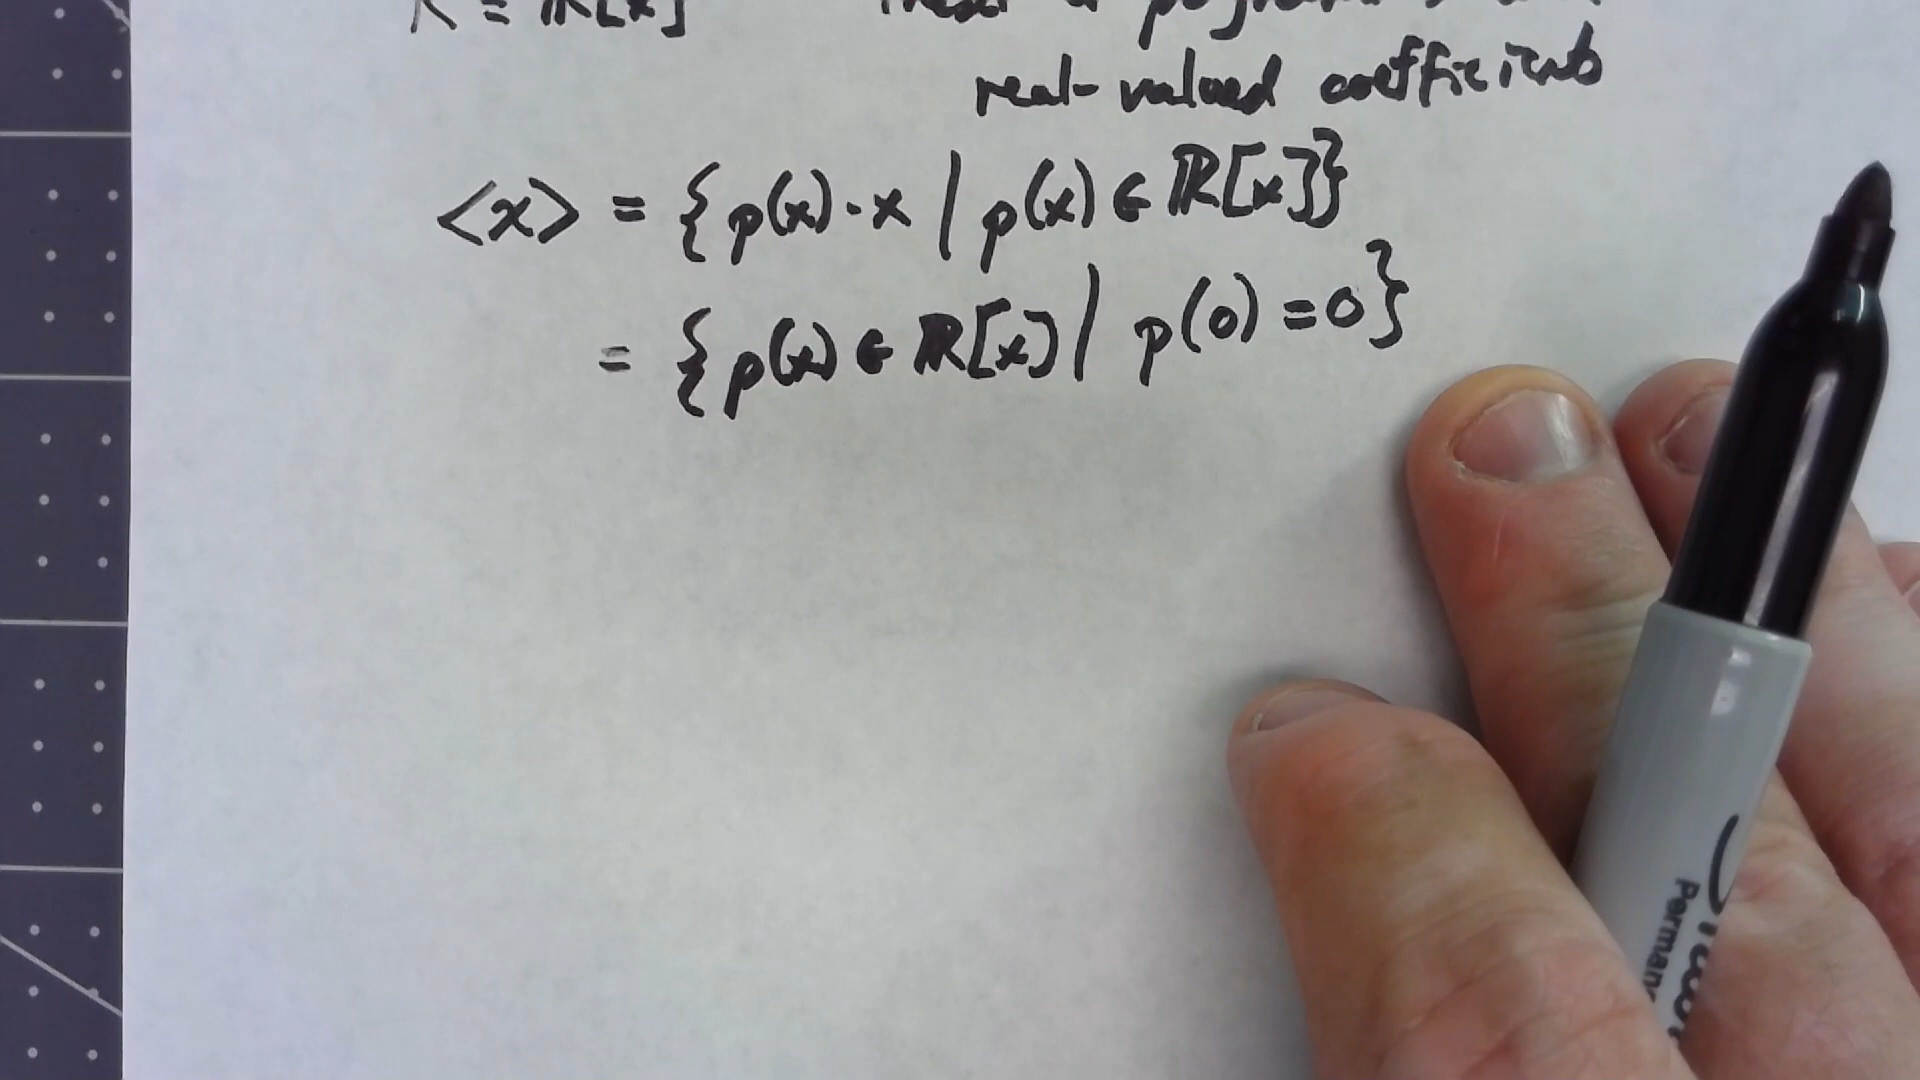 R = ℝ[x]
real-valued coefficients
<x> = {p(x)·x | p(x) ∈ ℝ[x]}
= {p(x) ∈ ℝ[x] | p(0) = 0}